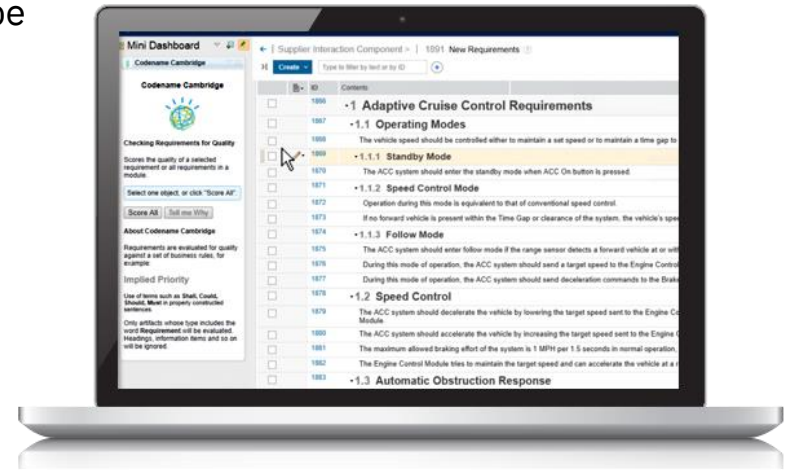 be
Mini Dashboard
Codename Cambridge
Codename Cambridge
Checking Requirements for Quality
Scores the quality of a selected
requirement or all requirements in a
module.
Select one object, or click "Score All".
Score All Tell me Why
About Codename Cambridge
Requirements are evaluated for quality
against a set of business rules, for
example:
Implied Priority
Use of terms such as Shall, Could,
Should, Must in properly constructed
sentences.
Only artifacts whose type includes the
word Requirement will be evaluated.
Headings, information items and so on
will be ignored.
Supplier Interaction Component > | 1891 New Requirements
Create Type to filter by text or by ID
ID Contents
1866 1 Adaptive Cruise Control Requirements
1867 1.1 Operating Modes
1868 The vehicle speed should be controlled either to maintain a set speed or to maintain a time gap to
1869 1.1.1 Standby Mode
1870 The ACC system should enter the standby mode when ACC On button is pressed.
1871 1.1.2 Speed Control Mode
1872 Operation during this mode is equivalent to that of conventional speed control.
1873 If no forward vehicle is present within the Time Gap or clearance of the system, the vehicle's
1874 1.1.3 Follow Mode
1875 The ACC system should enter follow mode if the range sensor detects a forward vehicle at or
1876 During this mode of operation, the ACC system should send a target speed to the Engine Control
1877 During this mode of operation, the ACC system should send deceleration commands to the
1878 1.2 Speed Control
1879 The ACC system should decelerate the vehicle by lowering the target speed sent to the Engine
Module.
1880 The ACC system should accelerate the vehicle by increasing the target speed sent to the Engine
1881 The maximum allowed braking effort of the system is 1 MPH per 1.5 seconds in normal operation,
1882 The Engine Control Module tries to maintain the target speed and can accelerate the vehicle at a
1883 1.3 Automatic Obstruction Response